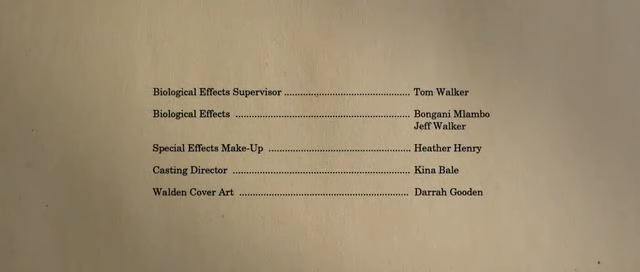 Biological Effects Supervisor ............................................ Tom Walker
Biological Effects ............................................................. Bongani Mlambo
Jeff Walker
Special Effects Make-Up ................................................. Heather Henry
Casting Director .............................................................. Kina Bale
Walden Cover Art ........................................................... Darrah Gooden